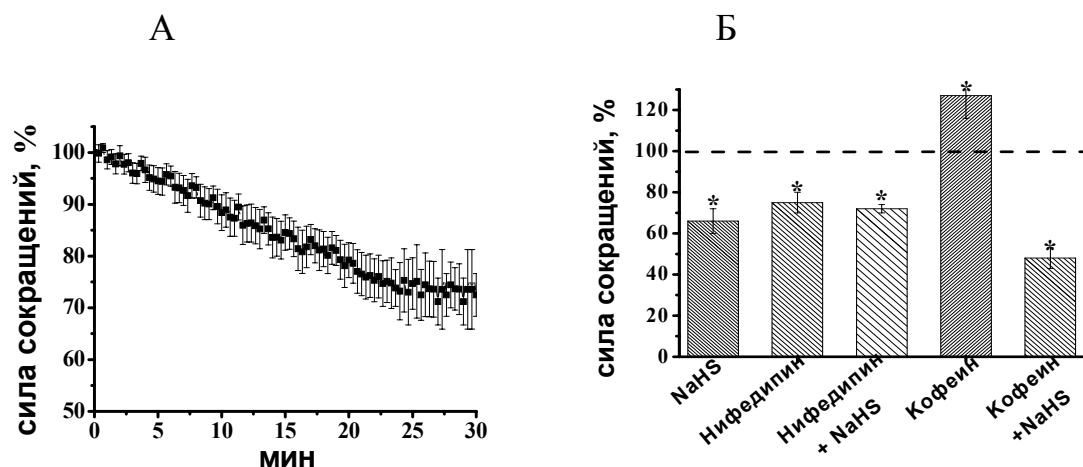 А
Б
сила сокращений, %
100
90
80
70
60
50
0
5
10
15
20
25
30
мин
сила сокращений, %
120
100
80
60
40
20
0
*
*
*
*
*
NaHS
Нифедипин
Нифедипин
+ NaHS
Кофеин
Кофеин
+NaHS